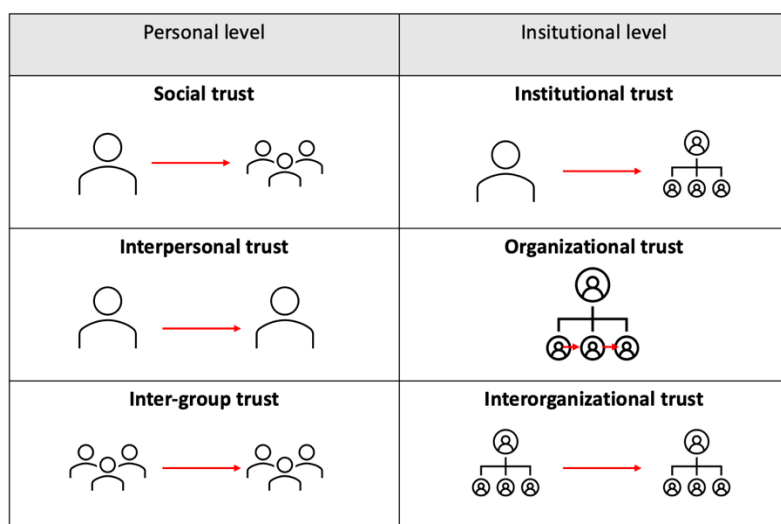 Personal level
Insitutional level
Social trust
Institutional trust
Interpersonal trust
Organizational trust
Inter-group trust
Interorganizational trust